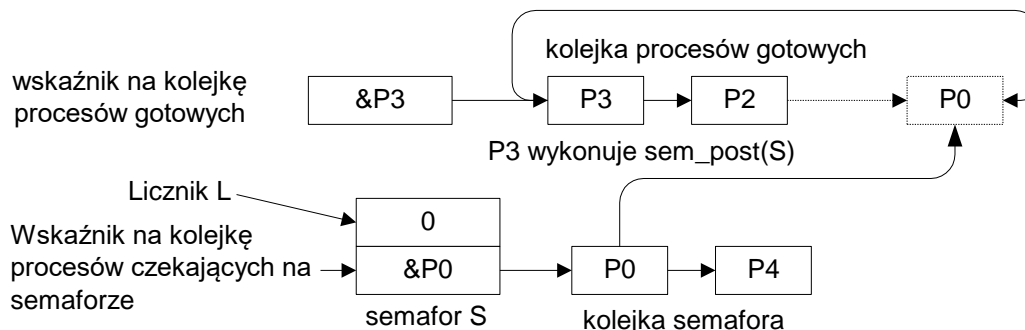 kolejka procesów gotowych
wskaźnik na kolejkę
procesów gotowych
&P3
P3
P2
P0
P3 wykonuje sem_post(S)
Licznik L
0
Wskaźnik na kolejkę
procesów czekających na
semaforze
&P0
P0
P4
semafor S
kolejka semafora